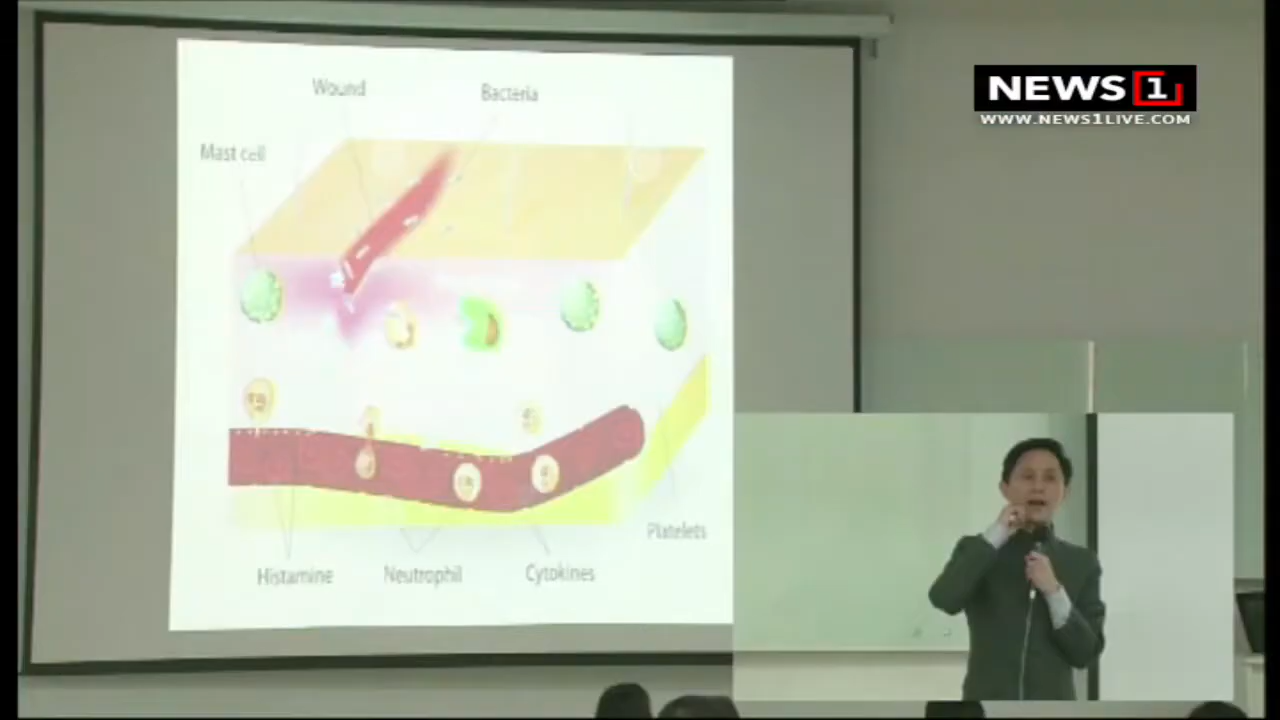 NEWS 1
WWW.NEWS1LIVE.COM
Wound
Bacteria
Mast cell
Platelets
Histamine
Neutrophil
Cytokines